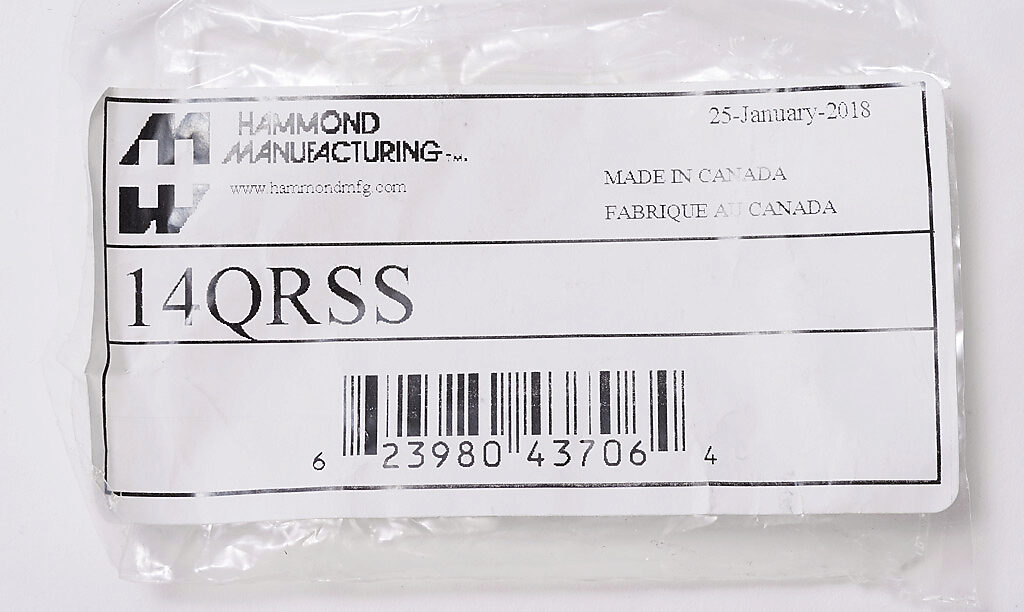 HAMMOND
MANUFACTURING™.
www.hammondmfg.com
25-January-2018
MADE IN CANADA
FABRIQUE AU CANADA
14QRSS
6 23980 43706 4